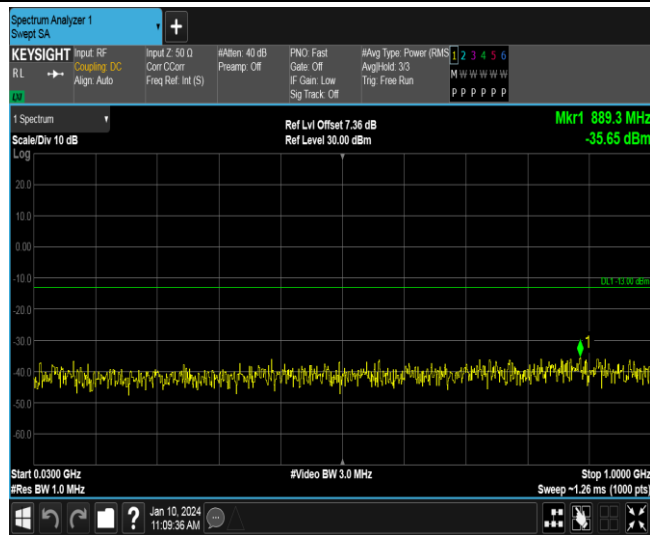 Spectrum Analyzer 1
Swept SA
+
KEYSIGHT
RL
Input: RF
Coupling: DC
Align: Auto
Input Z: 50 Ω
Corr CCorr
Freq Ref: Int (S)
#Atten: 40 dB
Preamp: Off
PNO: Fast
Gate: Off
IF Gain: Low
Sig Track: Off
#Avg Type: Power (RMS
Avg|Hold: 3/3
Trig: Free Run
1 2 3 4 5 6
M W W W W W
P P P P P P
1 Spectrum
Scale/Div 10 dB
Log
Ref Lvl Offset 7.36 dB
Ref Level 30.00 dBm
Mkr1 889.3 MHz
-35.65 dBm
20.0
10.0
0.00
-10.0
DL1 -13.00 dBm
-20.0
-30.0
1
-40.0
-50.0
-60.0
Start 0.0300 GHz
#Res BW 1.0 MHz
#Video BW 3.0 MHz
Stop 1.0000 GHz
Sweep ~1.26 ms (1000 pts)
?
Jan 10, 2024
11:09:36 AM